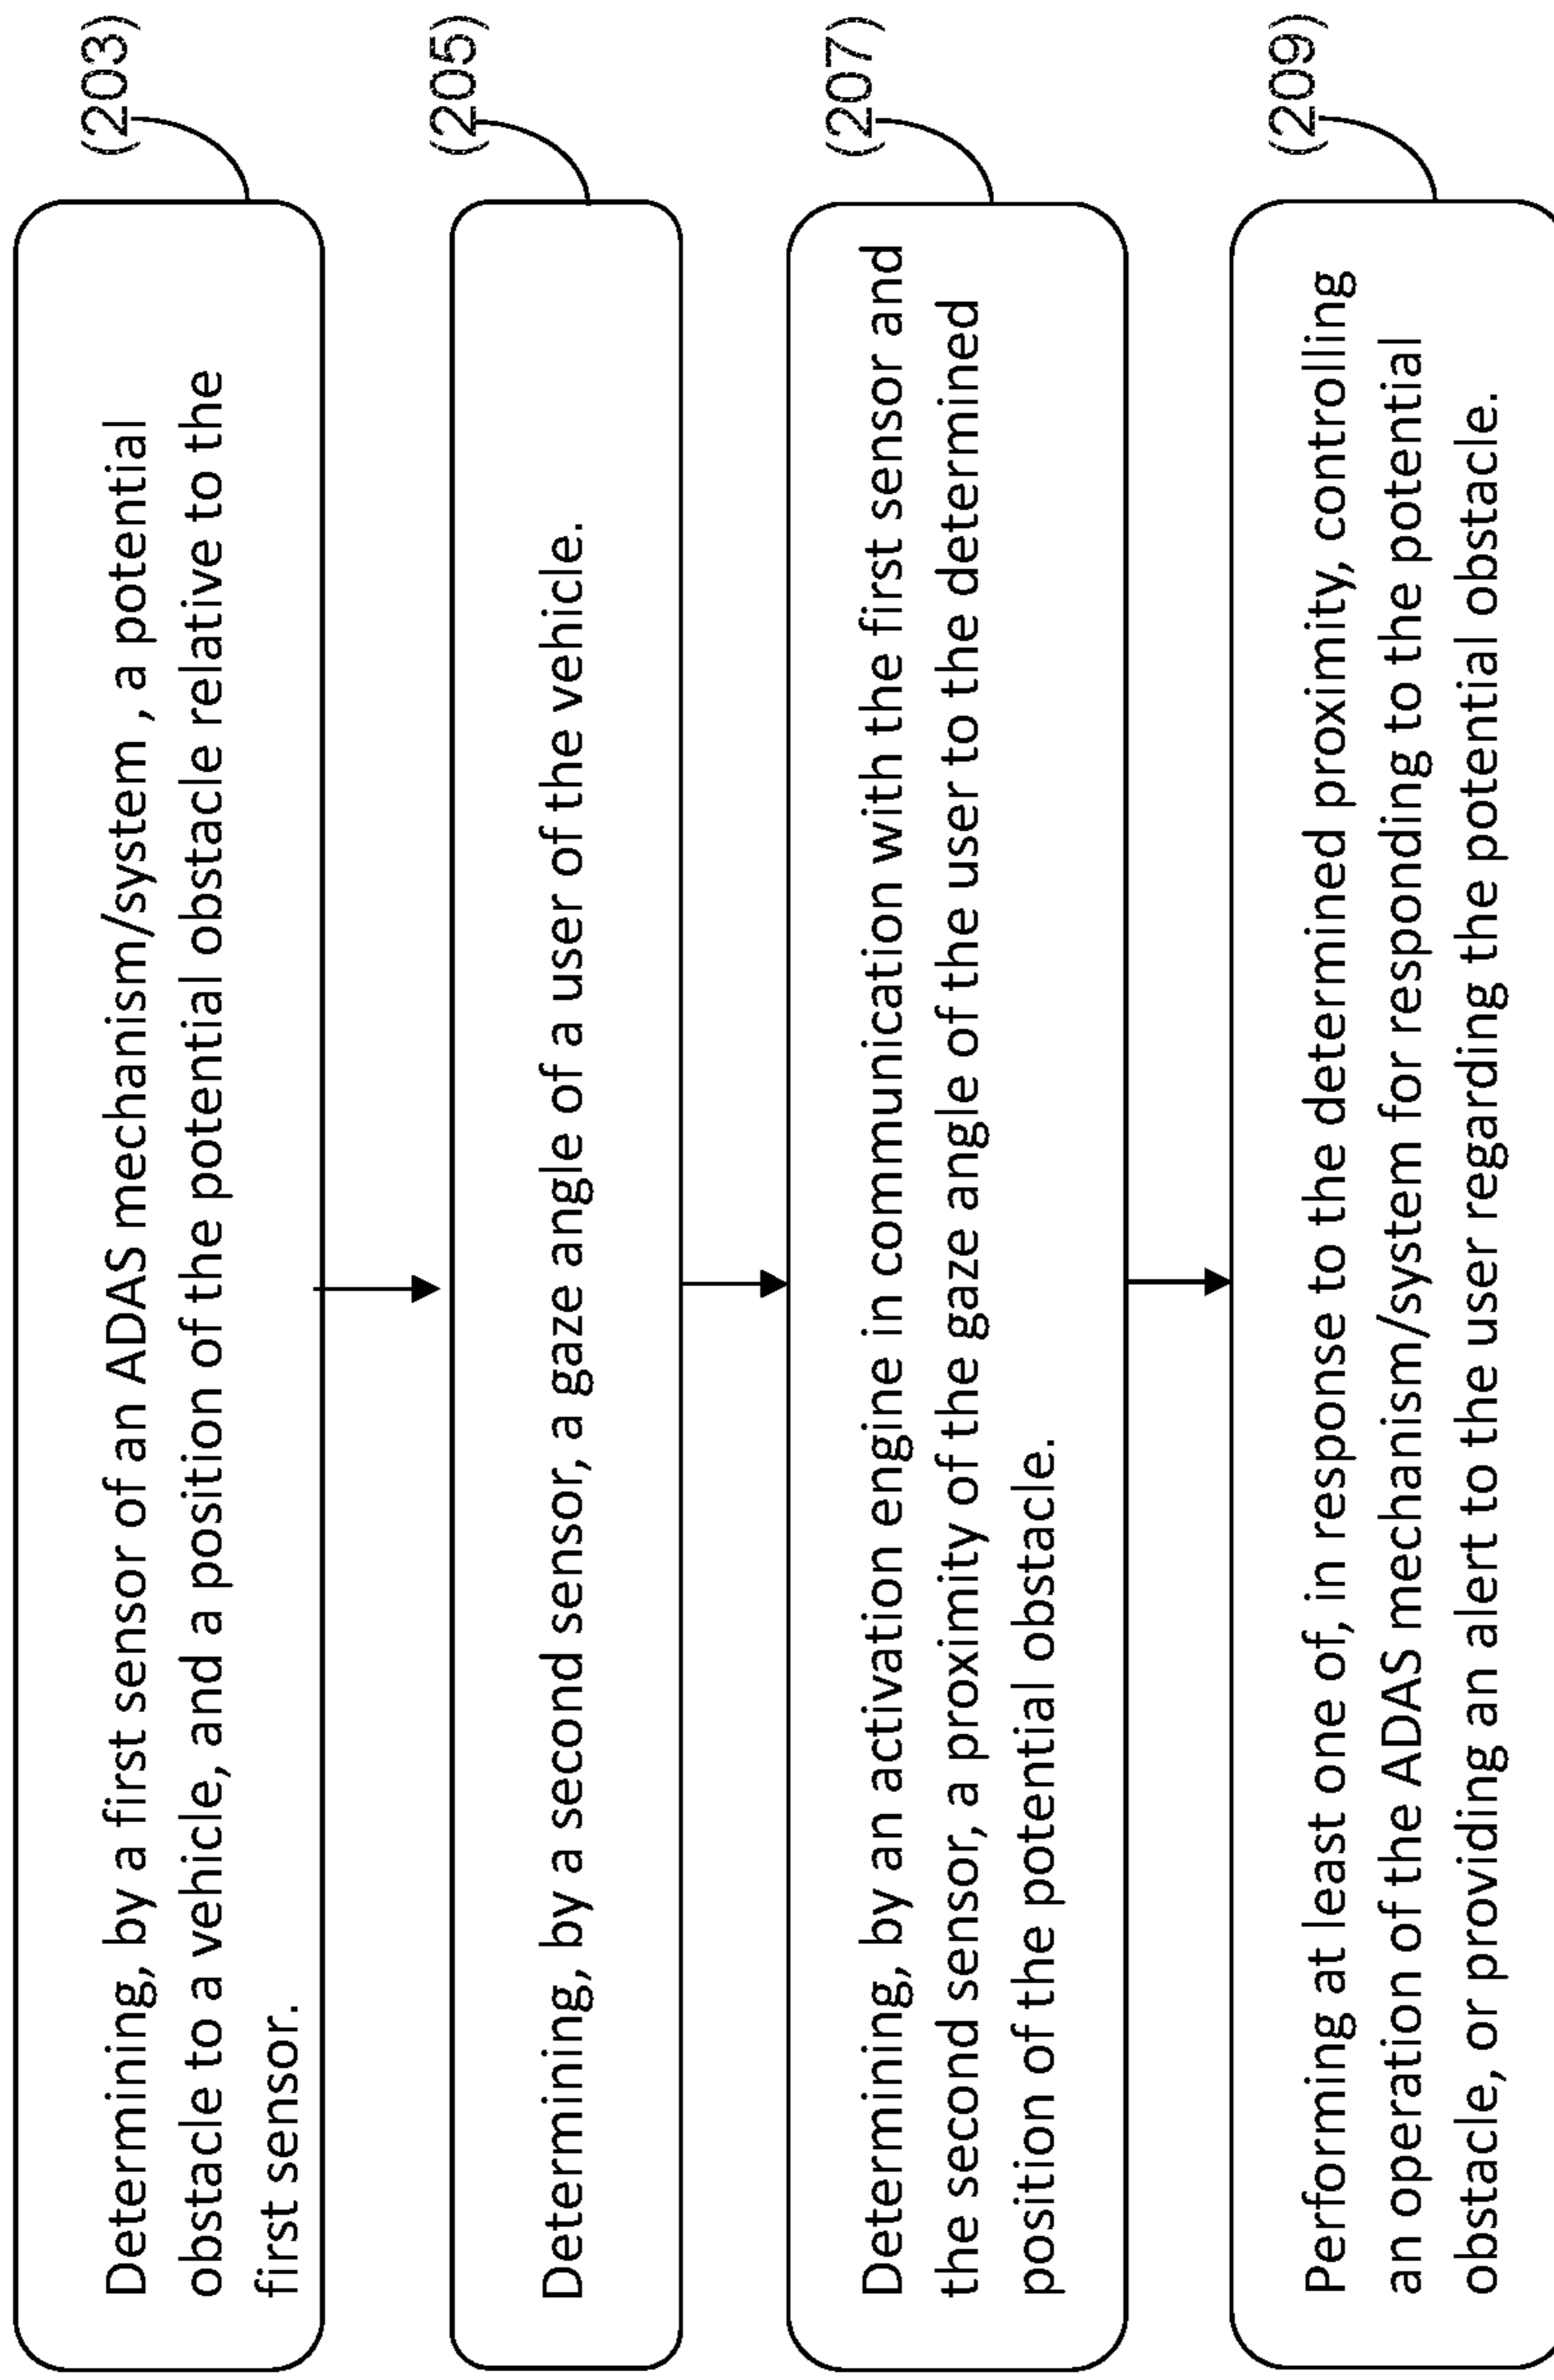 (203)
Determining, by a first sensor of an ADAS mechanism/system , a potential
obstacle to a vehicle, and a position of the potential obstacle relative to the
first sensor.
(205)
Determining, by a second sensor, a gaze angle of a user of the vehicle.
(207)
Determining, by an activation engine in communication with the first sensor and
the second sensor, a proximity of the gaze angle of the user to the determined
position of the potential obstacle.
(209)
Performing at least one of, in response to the determined proximity, controlling
an operation of the ADAS mechanism/system for responding to the potential
obstacle, or providing an alert to the user regarding the potential obstacle.